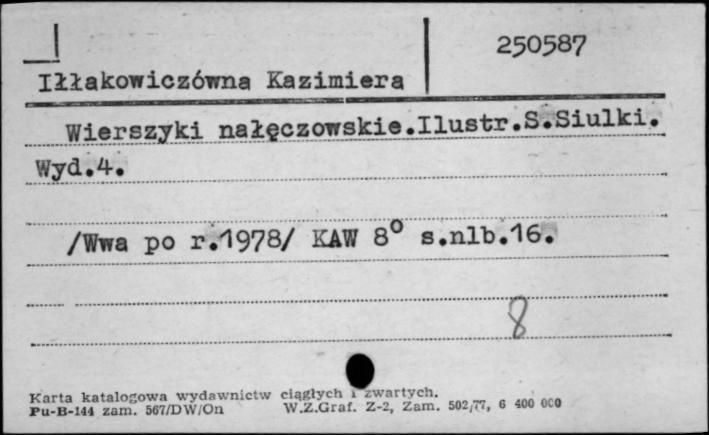 250587
Iłłakowiczówna Kazimiera
Wierszyki nałęczowskie.Ilustr.S.Siulki.
Wyd.4.
/Wwa po r.1978/ KAW 8° s.nlb.16.
8
Karta katalogowa wydawnictw ciągłych i zwartych.
Pu-B-144 zam. 567/DW/On W.Z.Graf. Z-2, Zam. 502/77, 6 400 000